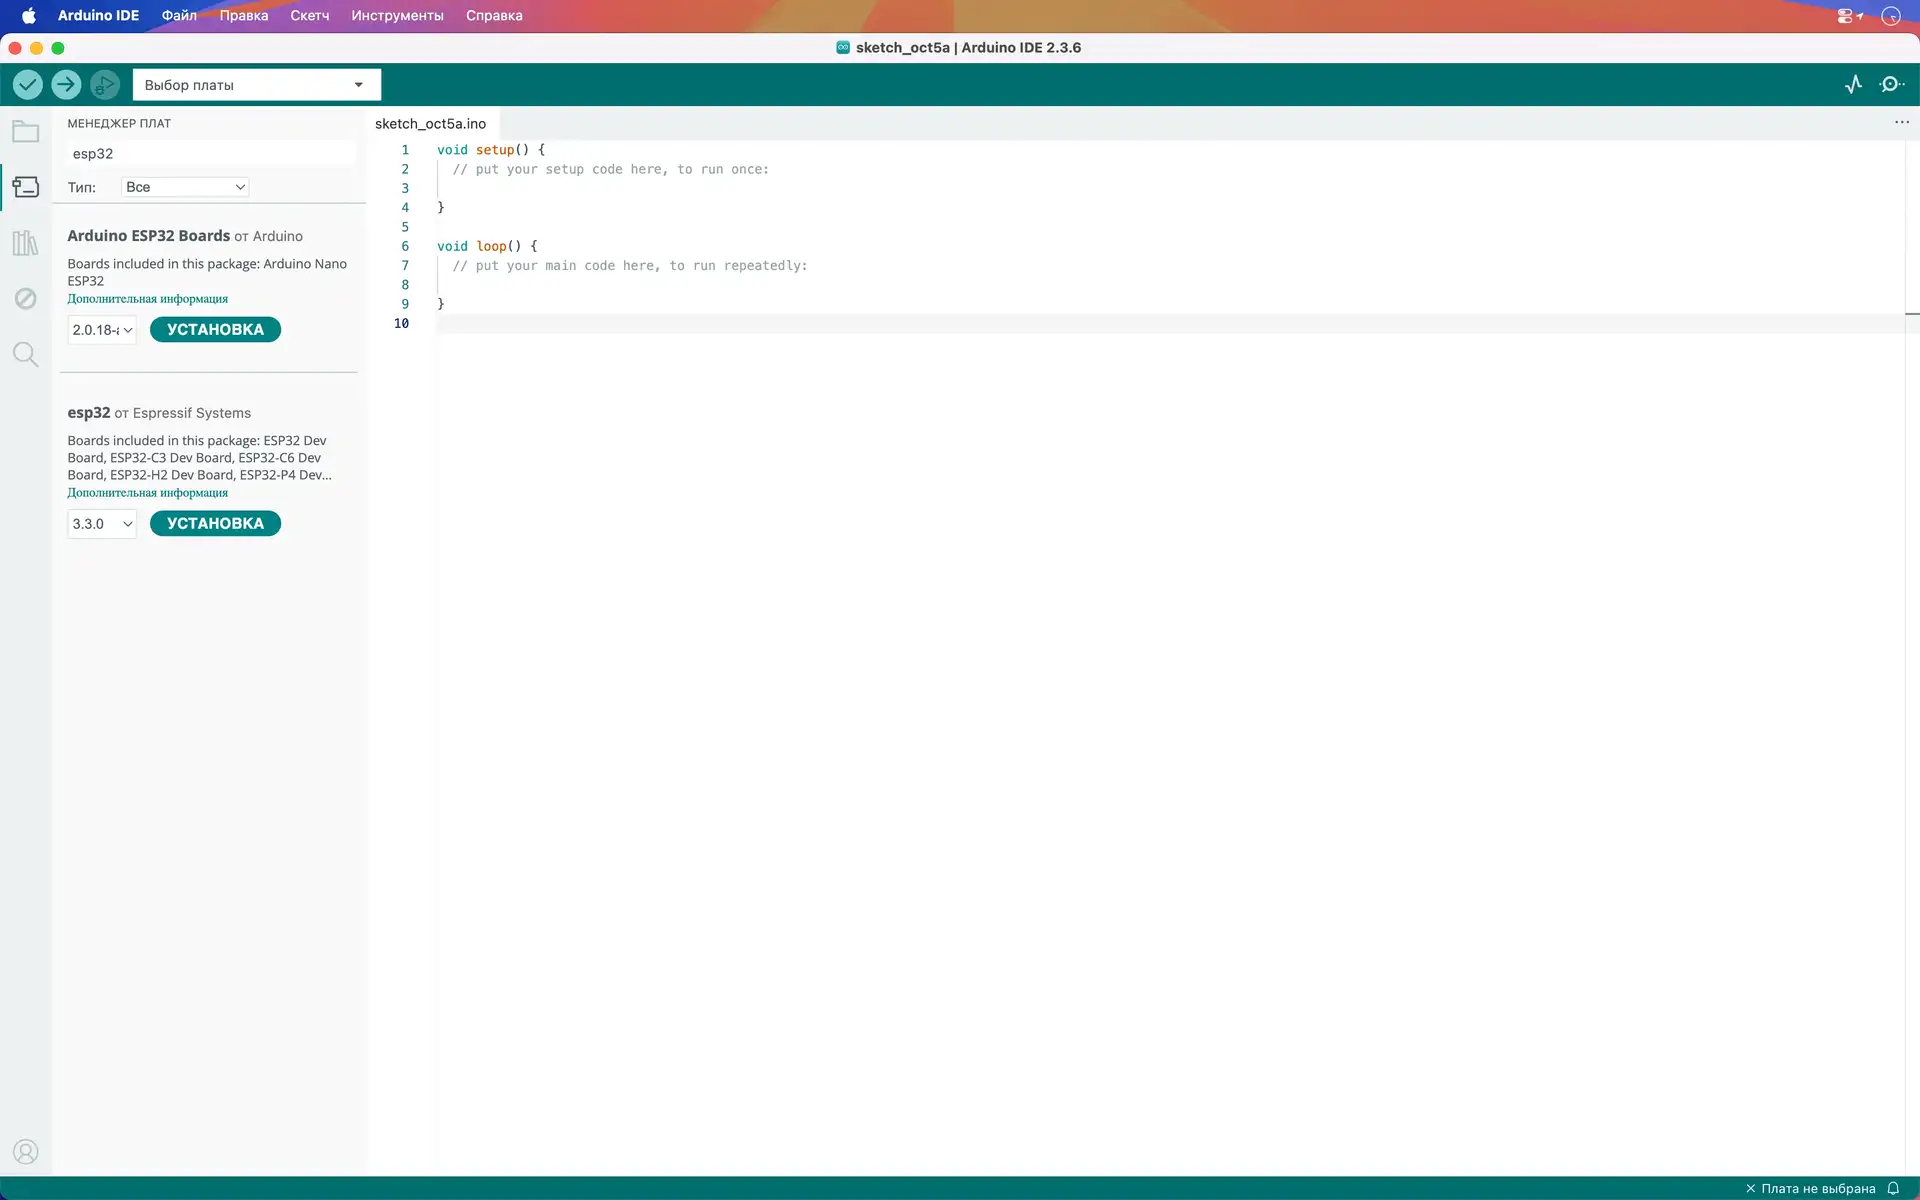 Arduino IDE Файл Правка Скетч Инструменты Справка
sketch_oct5a | Arduino IDE 2.3.6
Выбор платы
МЕНЕДЖЕР ПЛАТ
esp32
Тип: Все
Arduino ESP32 Boards от Arduino
Boards included in this package: Arduino Nano
ESP32
Дополнительная информация
2.0.18-a УСТАНОВКА
esp32 от Espressif Systems
Boards included in this package: ESP32 Dev
Board, ESP32-C3 Dev Board, ESP32-C6 Dev
Board, ESP32-H2 Dev Board, ESP32-P4 Dev...
Дополнительная информация
3.3.0 УСТАНОВКА
sketch_oct5a.ino
1 void setup() {
2 // put your setup code here, to run once:
3
4 }
5
6 void loop() {
7 // put your main code here, to run repeatedly:
8
9 }
10
Плата не выбрана